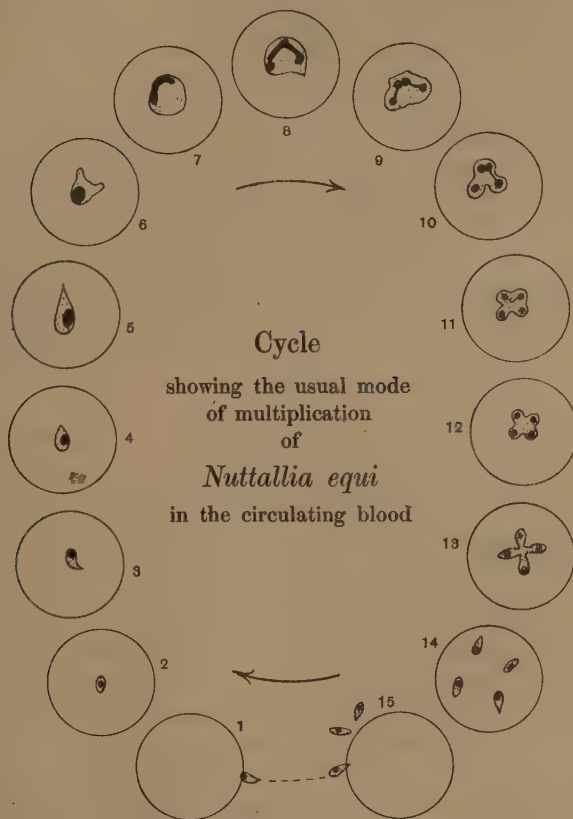 8
7
9
6
10
5
11
Cycle
showing the usual mode
of multiplication
of
Nuttallia equi
in the circulating blood
4
12
3
13
2
14
1
15